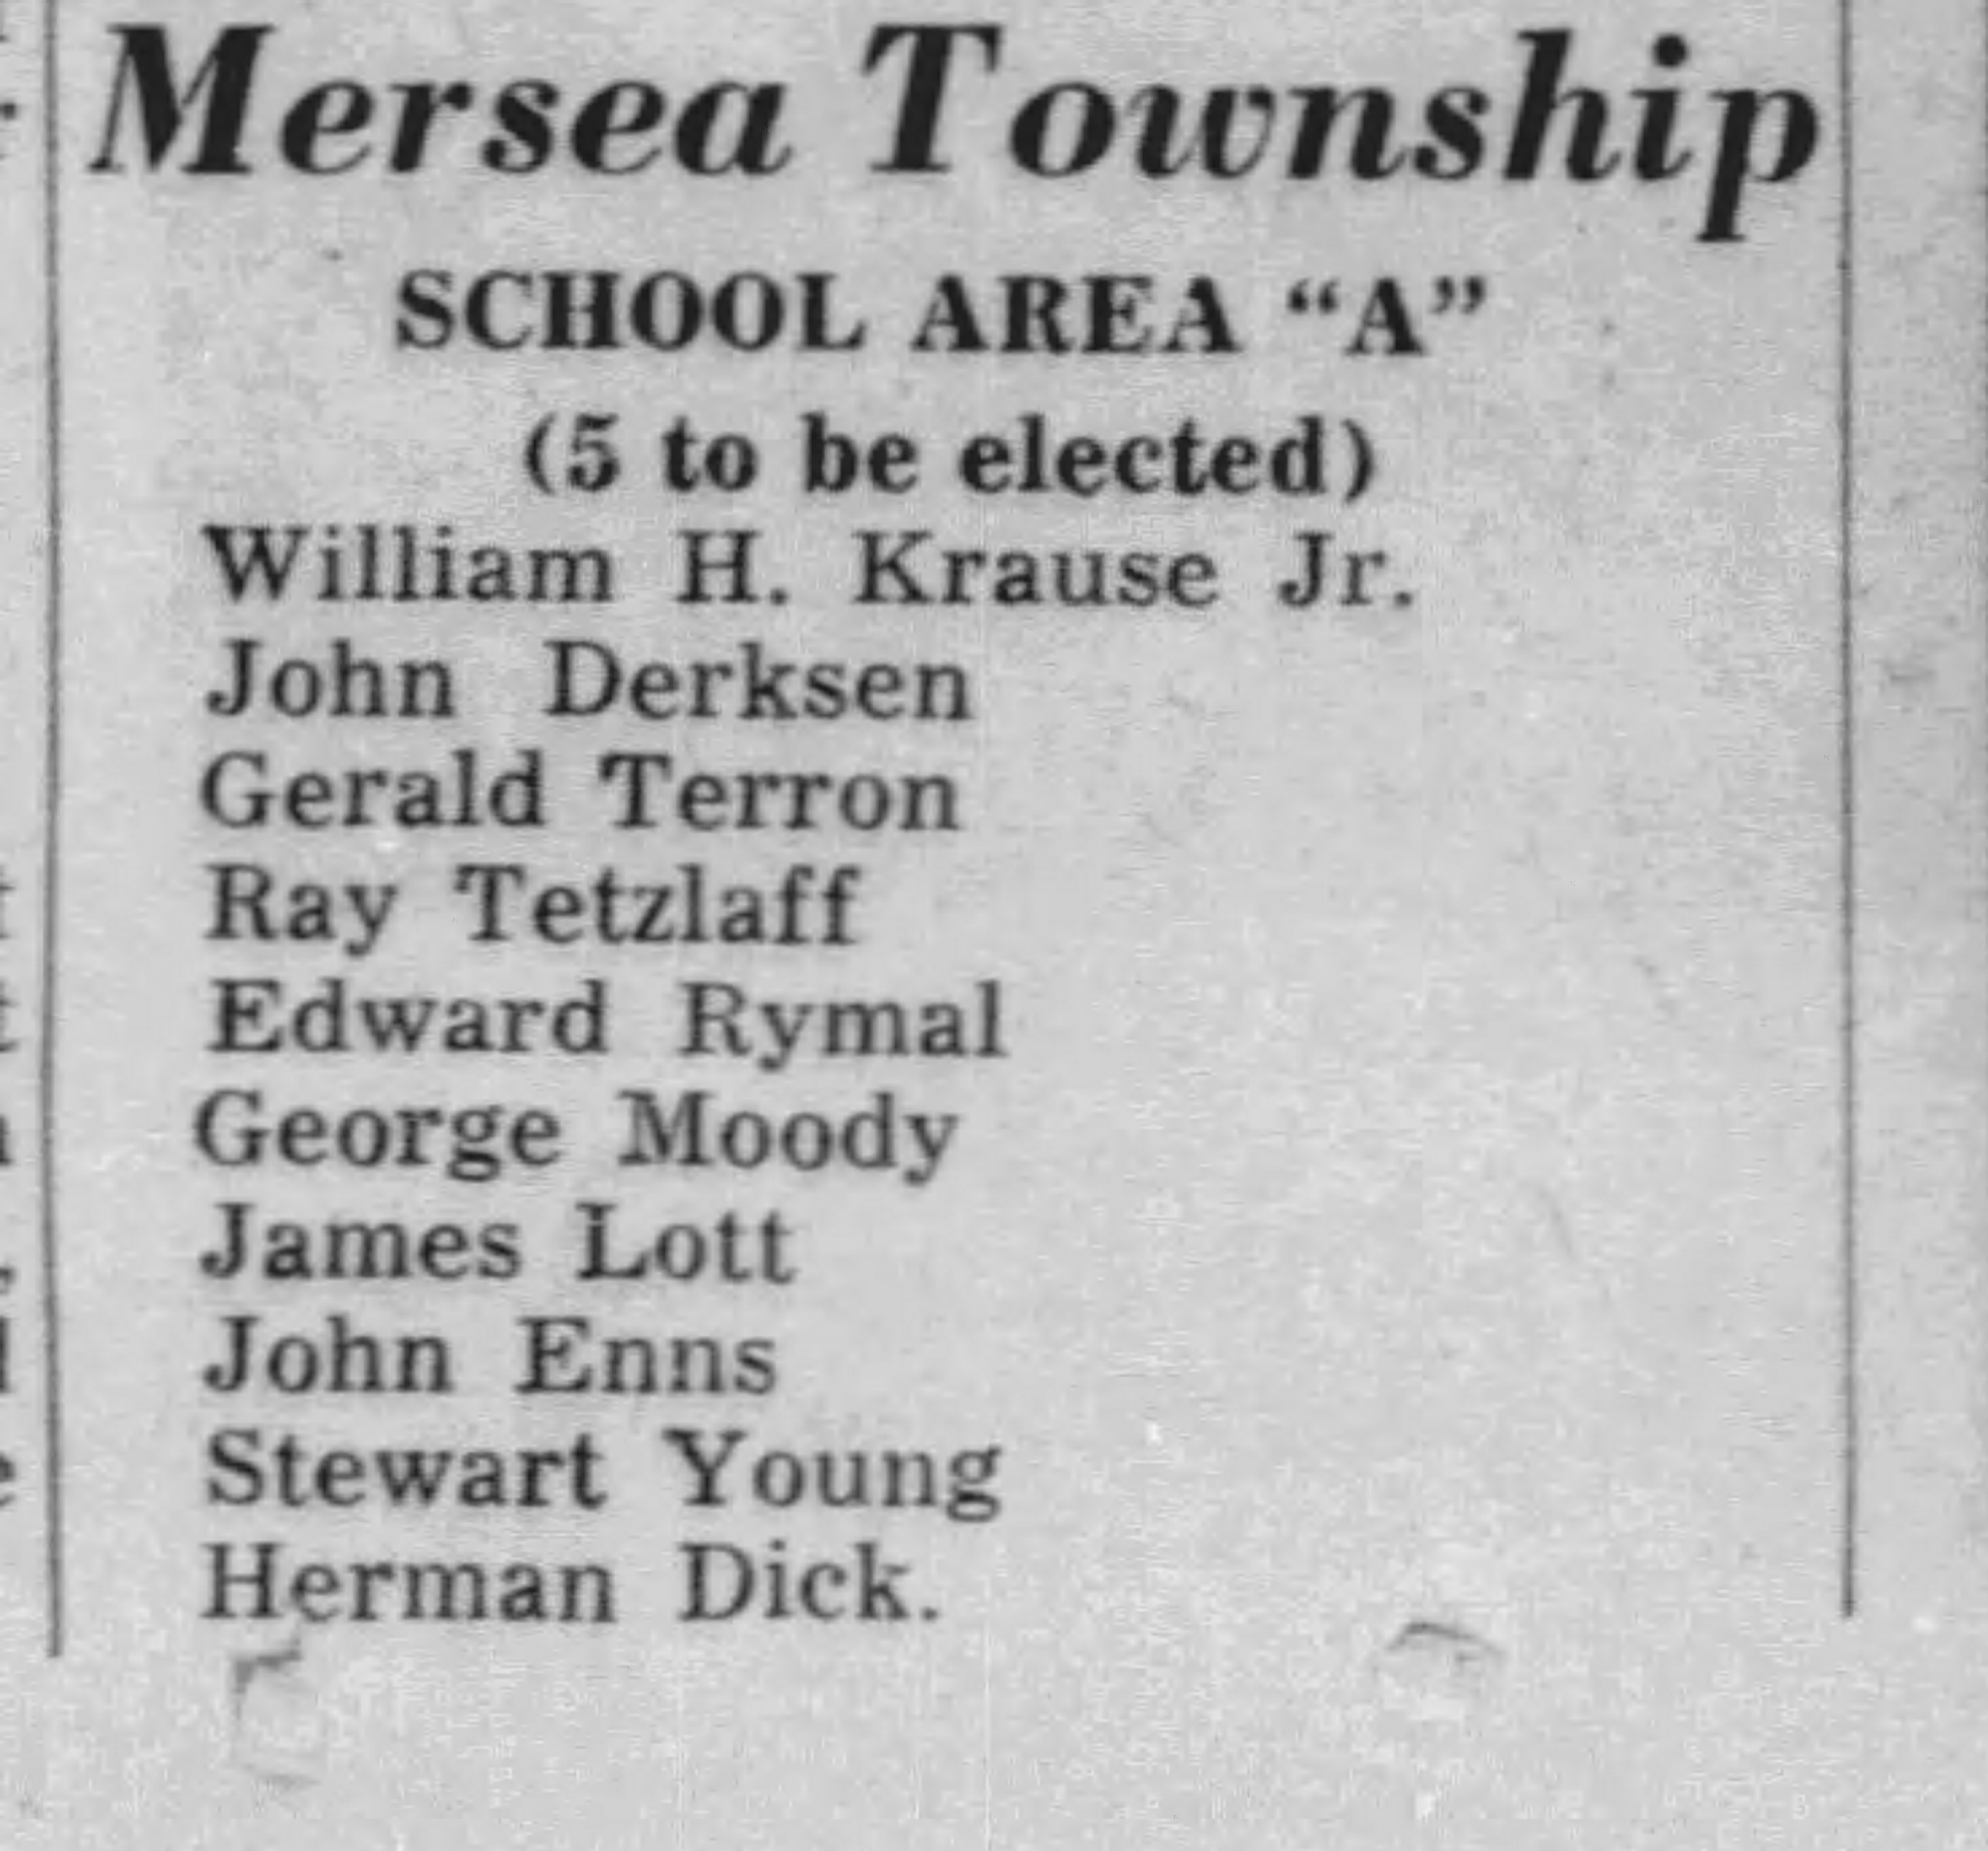 Mersea Township
SCHOOL AREA “A”
(5 to be elected)
William H. Krause Jr.
John Derksen
Gerald Terron
Ray Tetzlaff
Edward Rymal
George Moody
James Lott
John Enns
Stewart Young
Herman Dick.